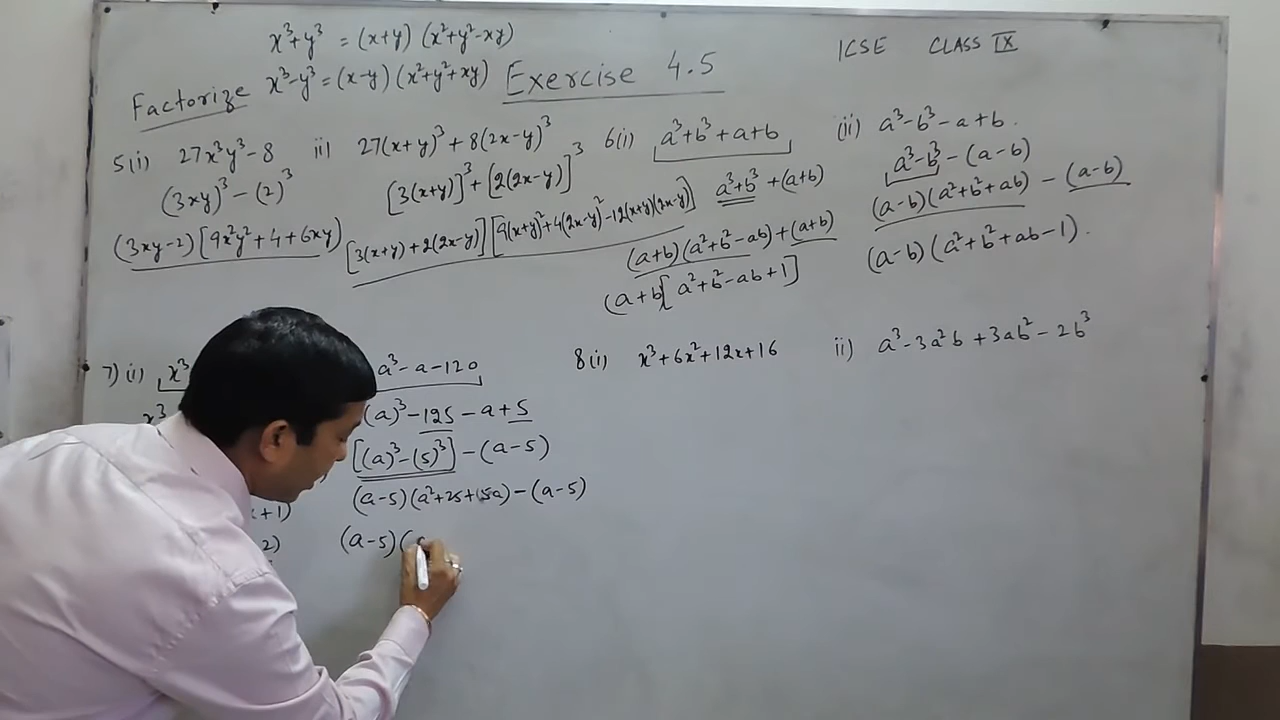 x³+y³ = (x+y) (x²+y²-xy)
ICSE CLASS IX
Factorize x³-y³ = (x-y) (x²+y²+xy) Exercise 4.5
5(i) 27x³y³-8 ii) 27(x+y)³+8(2x-y)³ 6(i) a³+b³+a+b (ii) a³-b³-a+b.
(3xy)³-(2)³ [3(x+y)]³+[2(2x-y)]³ a³+b³+(a+b) a³-b³-(a-b)
(3xy-2)[9x²y²+4+6xy) [3(x+y)+2(2x-y)][9(x+y)²+4(2x-y)²-12(x+y)(2x-y)] (a+b)(a²+b²-ab)+(a+b) (a-b)(a²+b²+ab)-(a-b)
(a+b[a²+b²-ab+1] (a-b)(a²+b²+ab-1).
7)(i) x³ a³-a-120 8(i) x³+6x²+12x+16 ii) a³-3a²b+3ab²-2b³
x³ (a)³-125-a+5
[(a)³-(5)³]-(a-5)
x+1) (a-5)(a²+25+5a)-(a-5)
2) (a-5)(